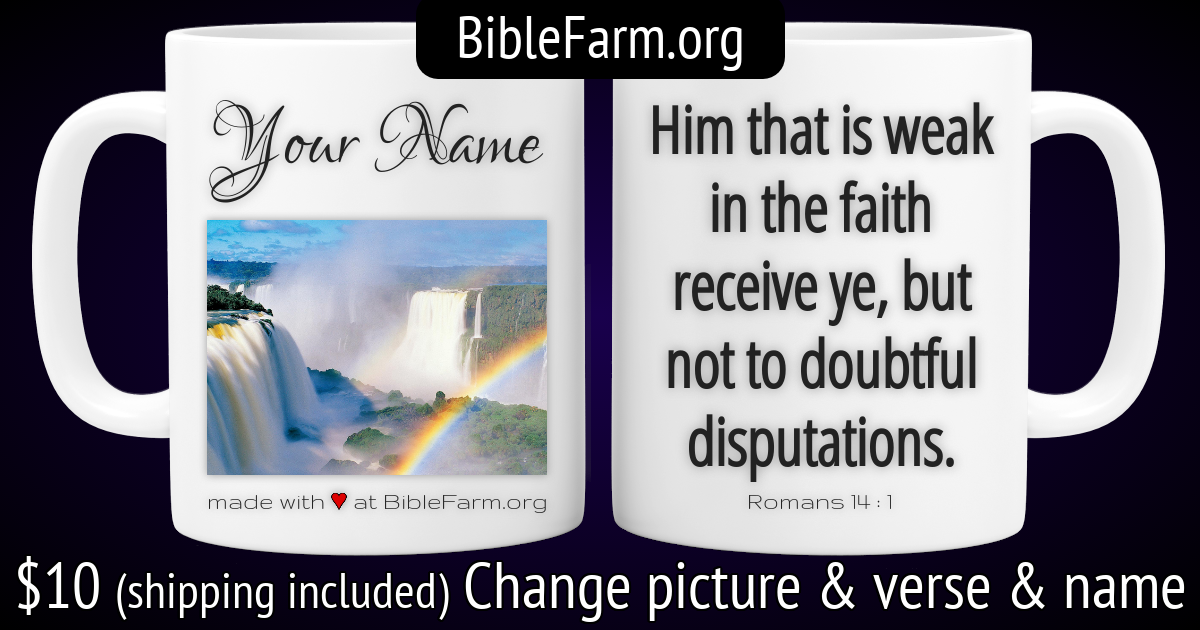 BibleFarm.org
Your Name
made with ♥ at BibleFarm.org
Him that is weak
in the faith
receive ye, but
not to doubtful
disputations.
Romans 14 : 1
$10 (shipping included) Change picture & verse & name